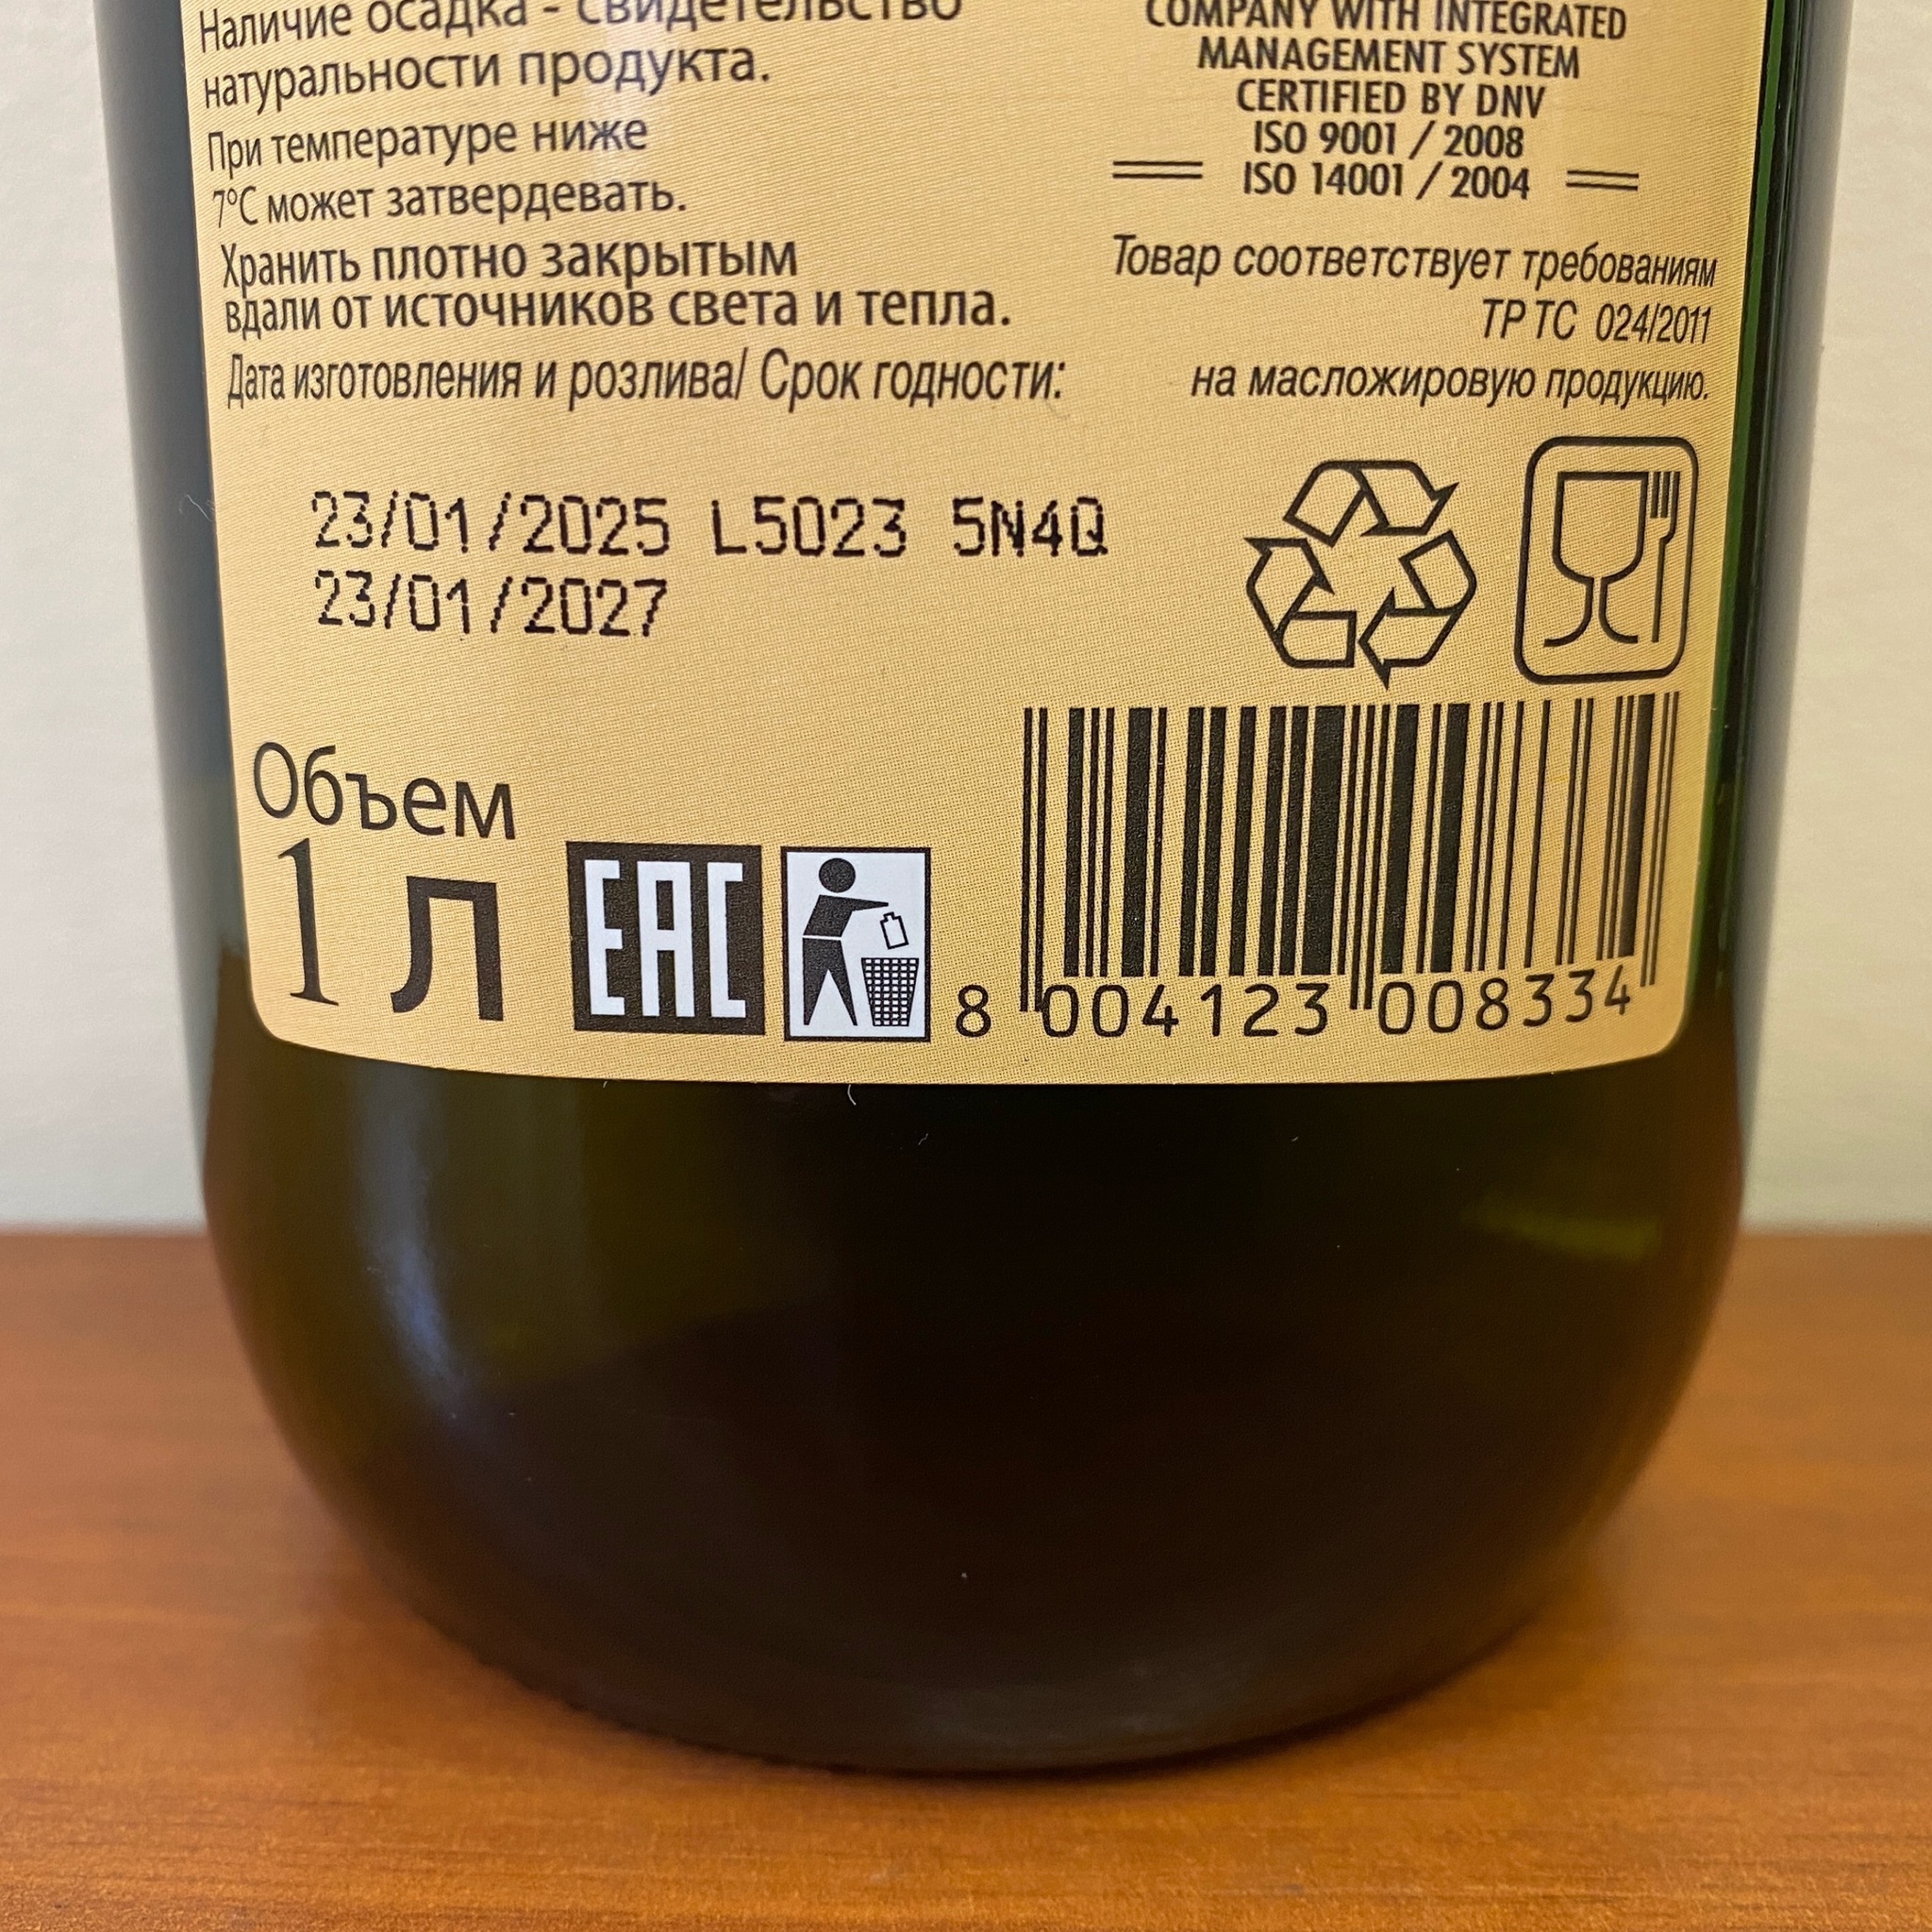 Наличие осадка - свидетельство
натуральности продукта.
При температуре ниже
7°C может затвердевать.
Хранить плотно закрытым
вдали от источников света и тепла.
Дата изготовления и розлива/ Срок годности:
23/01/2025 L5023 5N4Q
23/01/2027
Объем
1 л
EAC
COMPANY WITH INTEGRATED
MANAGEMENT SYSTEM
CERTIFIED BY DNV
ISO 9001 / 2008
ISO 14001 / 2004
Товар соответствует требованиям
ТР ТС 024/2011
на масложировую продукцию.
8 004123 008334